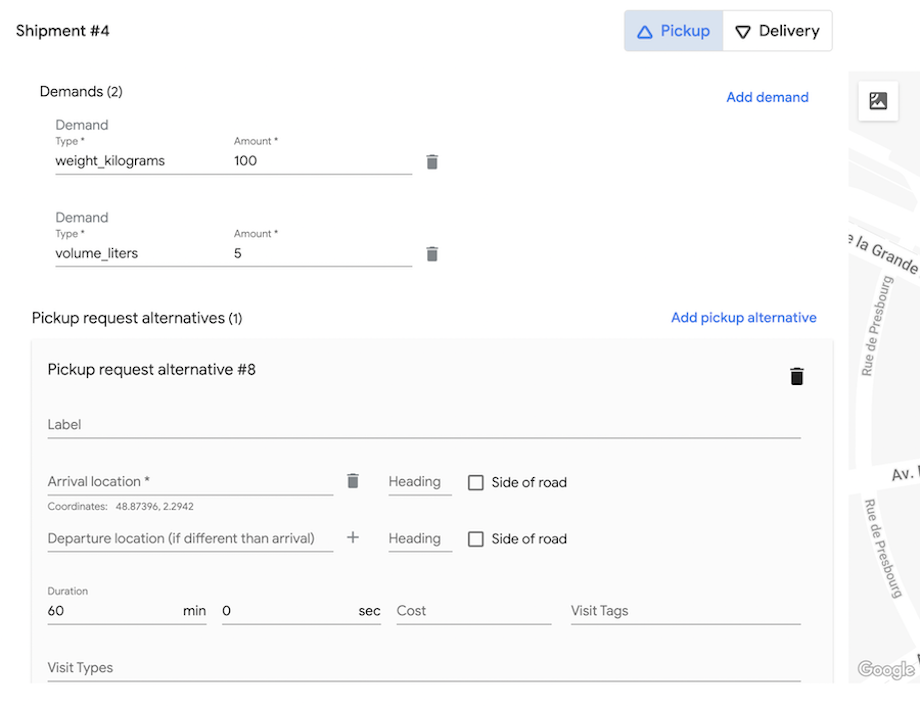 Shipment #4
Pickup
Delivery
Demands (2)
Add demand
Demand
Type *
Amount *
weight_kilograms
100
Demand
Type *
Amount *
volume_liters
5
Pickup request alternatives (1)
Add pickup alternative
Pickup request alternative #8
Label
Arrival location *
Heading
Side of road
Coordinates: 48.87396, 2.2942
Departure location (if different than arrival)
Heading
Side of road
Duration
60 min
0 sec
Cost
Visit Tags
Visit Types
e la Grande
Rue de Presbourg
Av.
Rue de Presbourg
Google